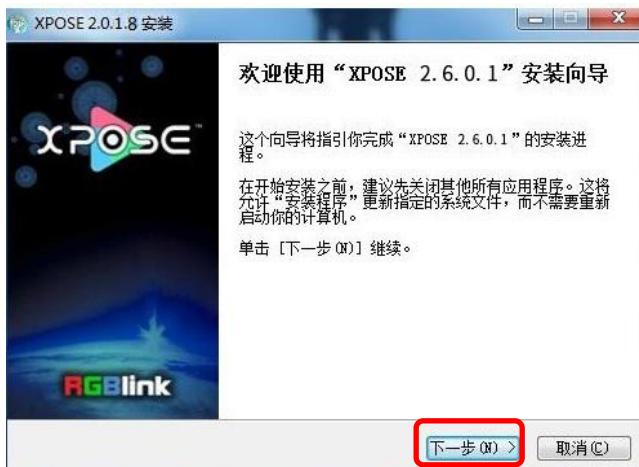 XPOSE 2.0.1.8 安装
XPOSE™
欢迎使用“XPOSE 2.6.0.1”安装向导
这个向导将指引你完成“XPOSE 2.6.0.1”的安装进
程。
在开始安装之前，建议先关闭其他所有应用程序。这将
允许“安装程序”更新指定的系统文件，而不需要重新
启动你的计算机。
单击 [下一步(N)] 继续。
RGBlink
下一步(N) >
取消(C)